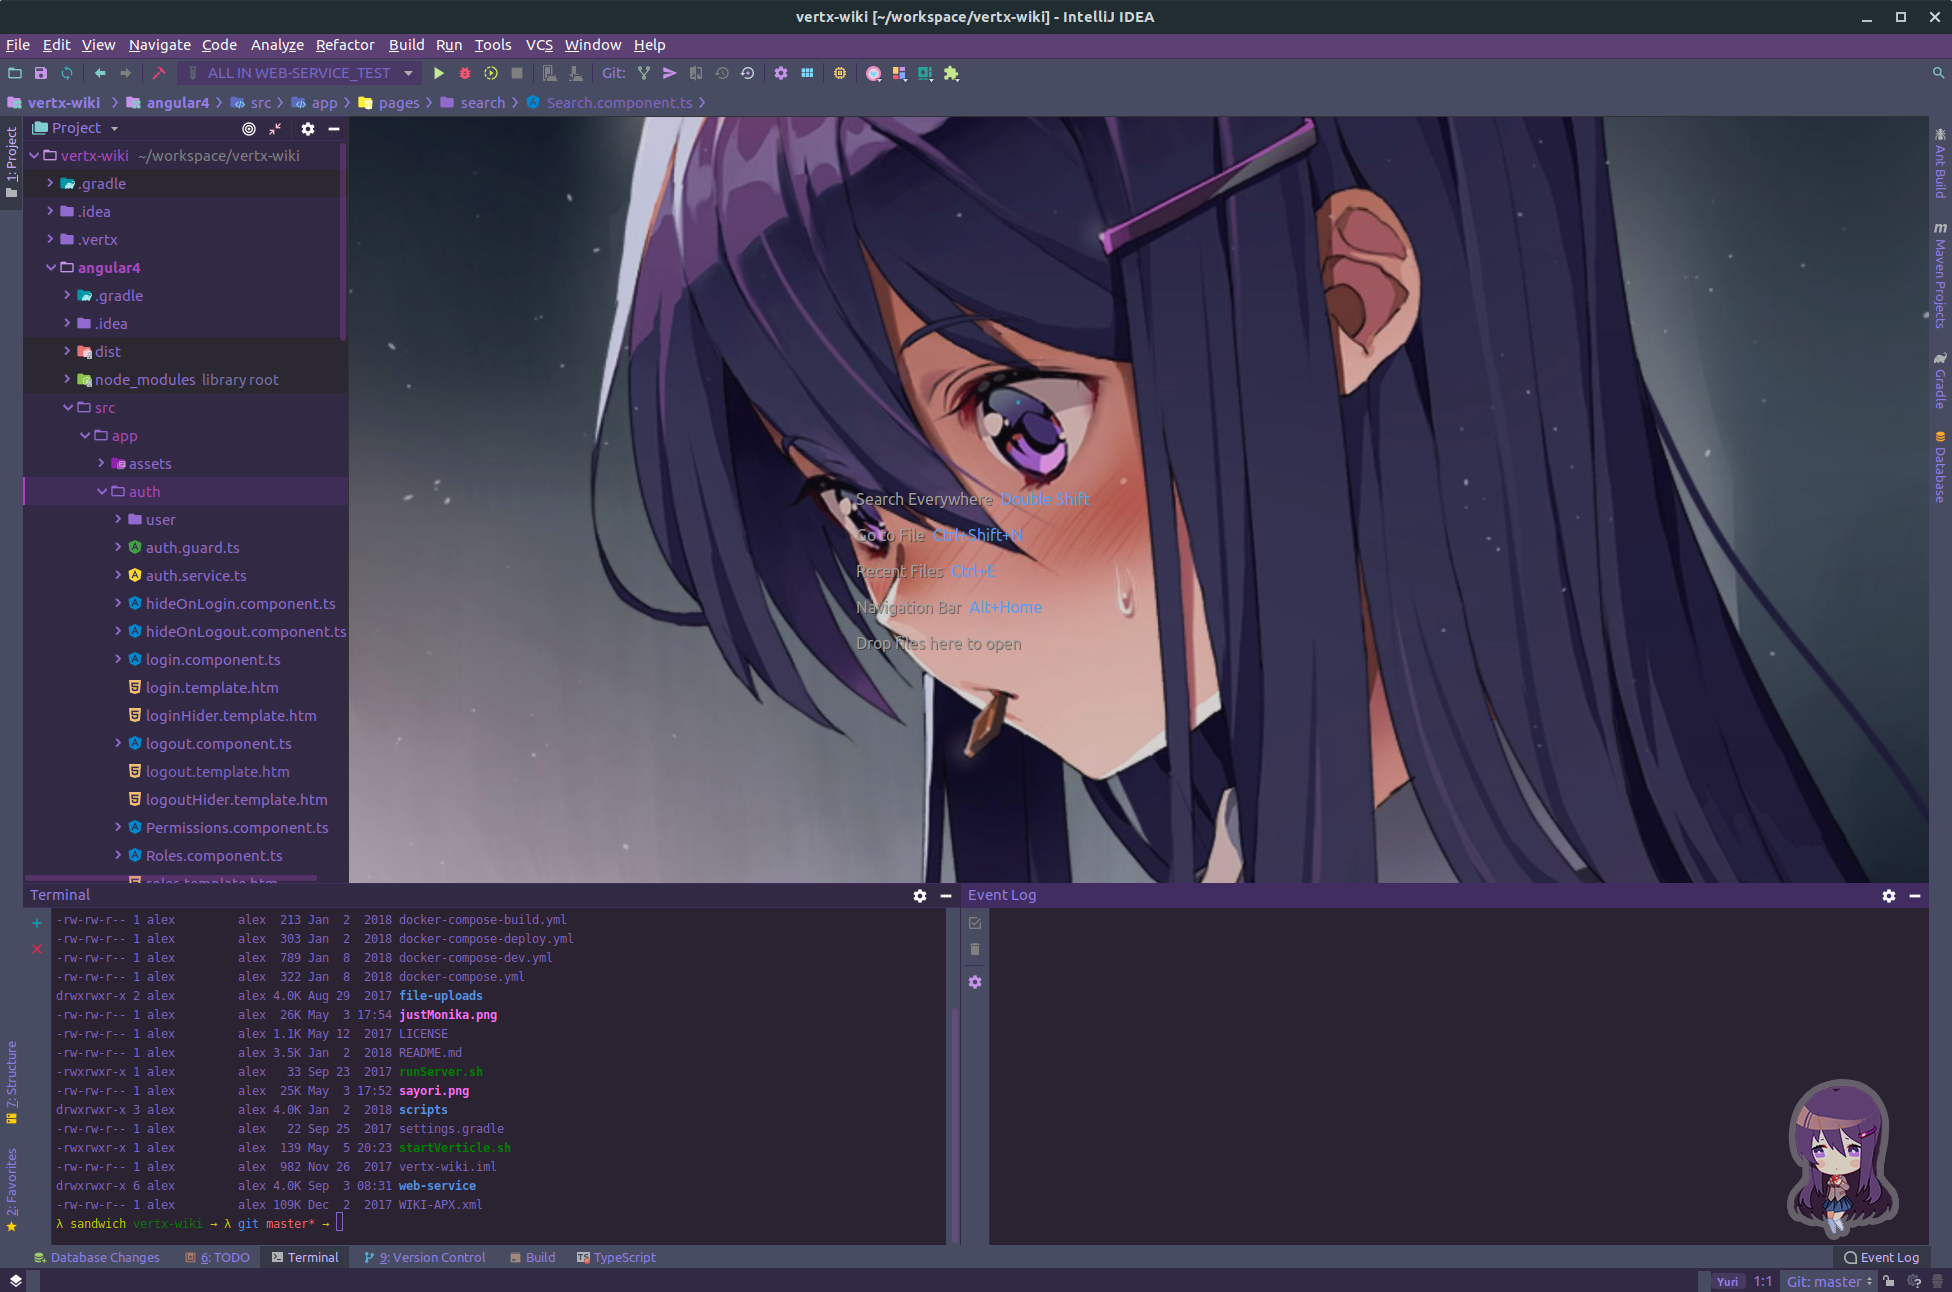 vertx-wiki [~/workspace/vertx-wiki] - IntelliJ IDEA
File Edit View Navigate Code Analyze Refactor Build Run Tools VCS Window Help
ALL IN WEB-SERVICE_TEST Git:
vertx-wiki angular4 src app pages search Search.component.ts
Project
1: Project
vertx-wiki ~/workspace/vertx-wiki
.gradle
.idea
.vertx
angular4
.gradle
.idea
dist
node_modules library root
src
app
assets
auth
user
auth.guard.ts
auth.service.ts
hideOnLogin.component.ts
hideOnLogout.component.ts
login.component.ts
login.template.htm
loginHider.template.htm
logout.component.ts
logout.template.htm
logoutHider.template.htm
Permissions.component.ts
Roles.component.ts
roles.template.htm
Search Everywhere Double Shift
Go to File Ctrl+Shift+N
Recent Files Ctrl+E
Navigation Bar Alt+Home
Drop files here to open
Ant Build
Maven Projects
Gradle
Database
7: Structure
2: Favorites
Terminal
-rw-rw-r-- 1 alex alex 213 Jan 2 2018 docker-compose-build.yml
-rw-rw-r-- 1 alex alex 303 Jan 2 2018 docker-compose-deploy.yml
-rw-rw-r-- 1 alex alex 789 Jan 8 2018 docker-compose-dev.yml
-rw-rw-r-- 1 alex alex 322 Jan 8 2018 docker-compose.yml
drwxrwxr-x 2 alex alex 4.0K Aug 29 2017 file-uploads
-rw-rw-r-- 1 alex alex 26K May 3 17:54 justMonika.png
-rw-rw-r-- 1 alex alex 1.1K May 12 2017 LICENSE
-rw-rw-r-- 1 alex alex 3.5K Jan 2 2018 README.md
-rwxrwxr-x 1 alex alex 33 Sep 23 2017 runServer.sh
-rw-rw-r-- 1 alex alex 25K May 3 17:52 sayori.png
drwxrwxr-x 3 alex alex 4.0K Jan 2 2018 scripts
-rw-rw-r-- 1 alex alex 22 Sep 25 2017 settings.gradle
-rwxrwxr-x 1 alex alex 139 May 5 20:23 startVerticle.sh
-rw-rw-r-- 1 alex alex 982 Nov 26 2017 vertx-wiki.iml
drwxrwxr-x 6 alex alex 4.0K Sep 3 08:31 web-service
-rw-rw-r-- 1 alex alex 109K Dec 2 2017 WIKI-APX.xml
λ sandwich vertx-wiki → λ git master* →
Event Log
Database Changes 6: TODO Terminal 9: Version Control Build TypeScript Event Log
Yuri 1:1 Git: master